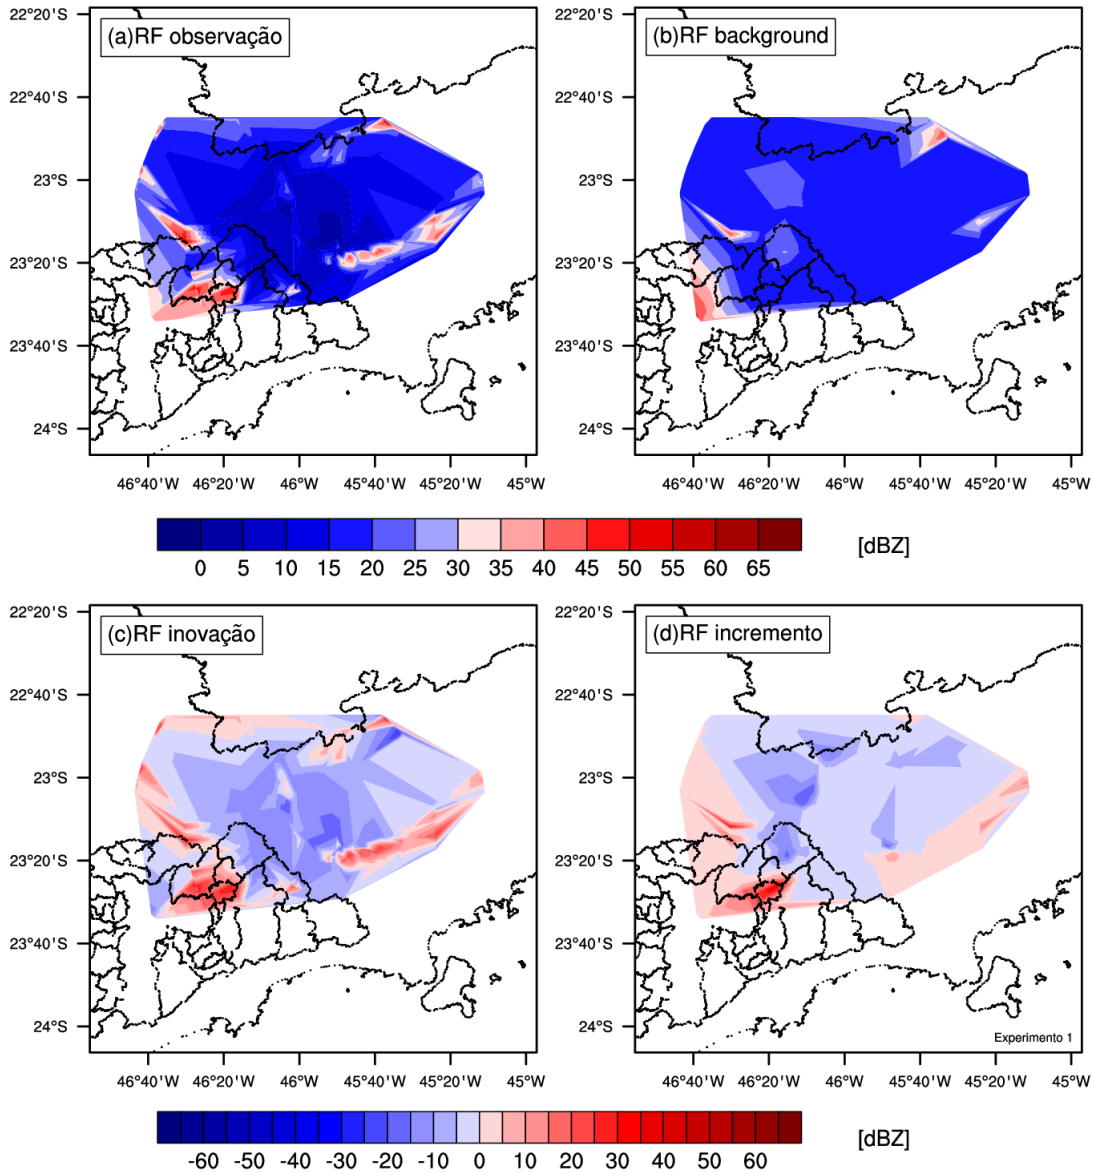 (a)RF observação
(b)RF background
22°20'S
22°40'S
23°S
23°20'S
23°40'S
24°S
22°20'S
22°40'S
23°S
23°20'S
23°40'S
24°S
46°40'W 46°20'W 46°W 45°40'W 45°20'W 45°W
46°40'W 46°20'W 46°W 45°40'W 45°20'W 45°W
0 5 10 15 20 25 30 35 40 45 50 55 60 65
[dBZ]
(c)RF inovação
(d)RF incremento
22°20'S
22°40'S
23°S
23°20'S
23°40'S
24°S
22°20'S
22°40'S
23°S
23°20'S
23°40'S
24°S
Experimento 1
46°40'W 46°20'W 46°W 45°40'W 45°20'W 45°W
46°40'W 46°20'W 46°W 45°40'W 45°20'W 45°W
-60 -50 -40 -30 -20 -10 0 10 20 30 40 50 60
[dBZ]